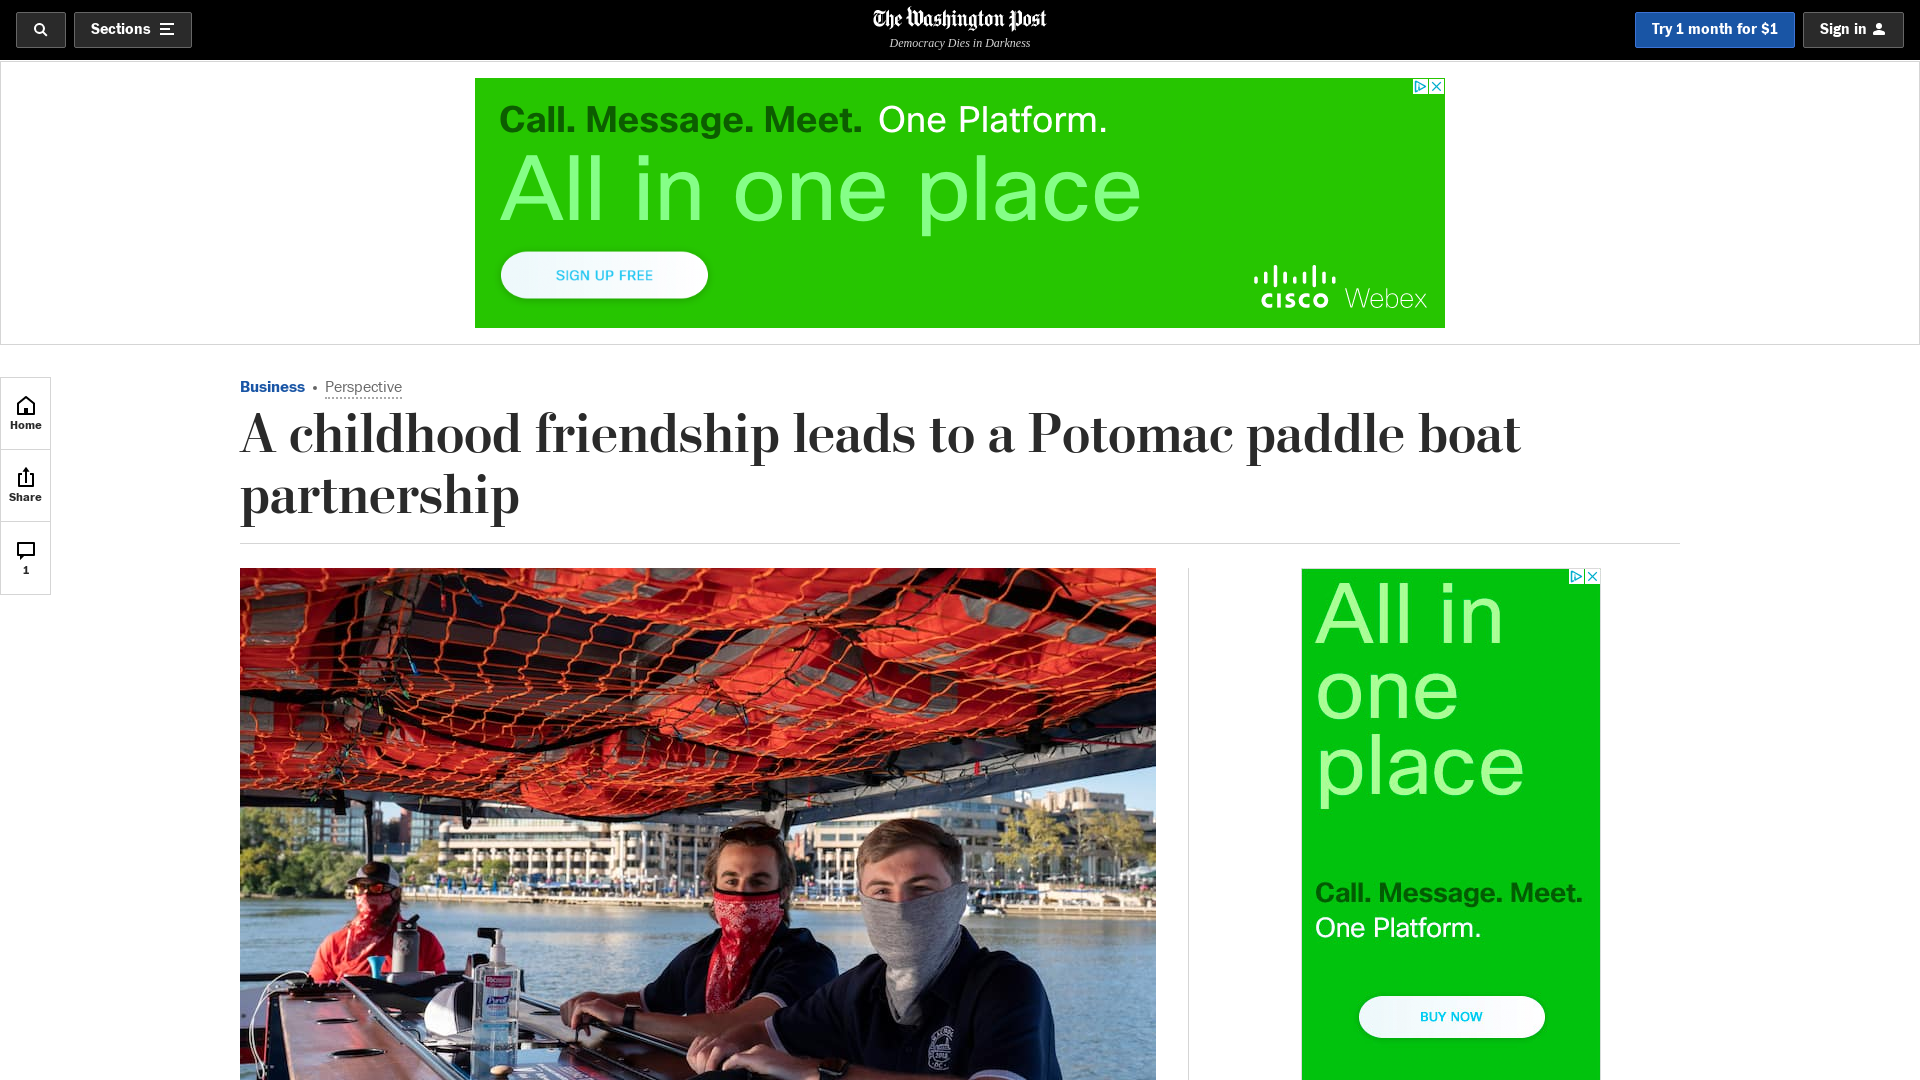 Sections
The Washington Post
Democracy Dies in Darkness
Try 1 month for $1
Sign in
Call. Message. Meet. One Platform.
All in one place
SIGN UP FREE
CISCO Webex
Business • Perspective
A childhood friendship leads to a Potomac paddle boat
partnership
Home
Share
1
All in
one
place
Call. Message. Meet.
One Platform.
BUY NOW
Purell
2018